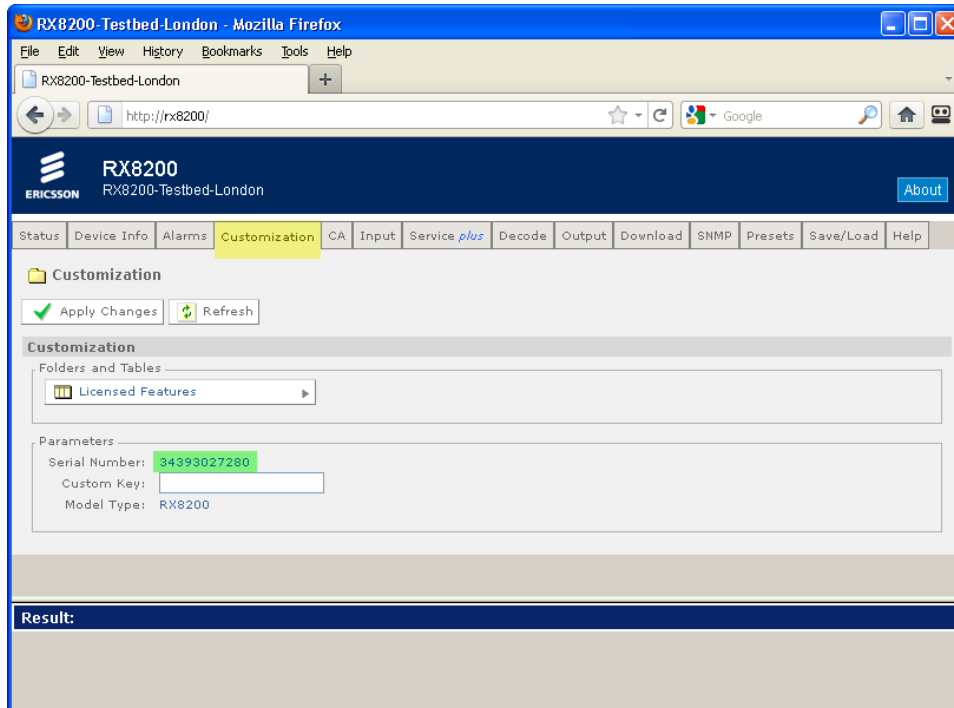 RX8200-Testbed-London - Mozilla Firefox
File Edit View History Bookmarks Tools Help
RX8200-Testbed-London +
http://rx8200/ Google
RX8200
ERICSSON RX8200-Testbed-London About
Status Device Info Alarms Customization CA Input Service plus Decode Output Download SNMP Presets Save/Load Help
Customization
Apply Changes Refresh
Customization
Folders and Tables
Licensed Features
Parameters
Serial Number: 34393027280
Custom Key:
Model Type: RX8200
Result: